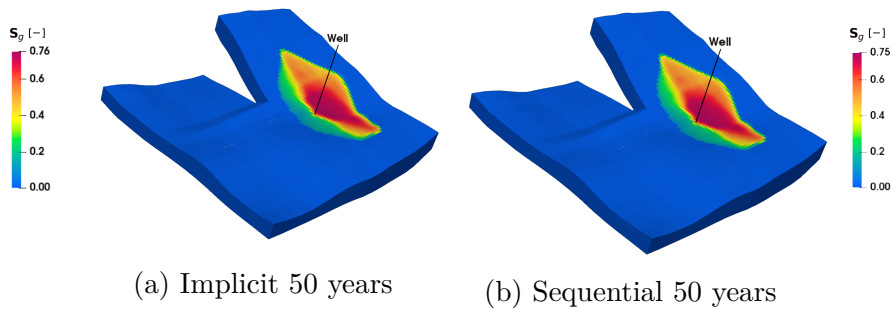 S_g [-]
0.76
0.6
0.4
0.2
0.00
Well
(a) Implicit 50 years
Well
S_g [-]
0.75
0.6
0.4
0.2
0.00
(b) Sequential 50 years